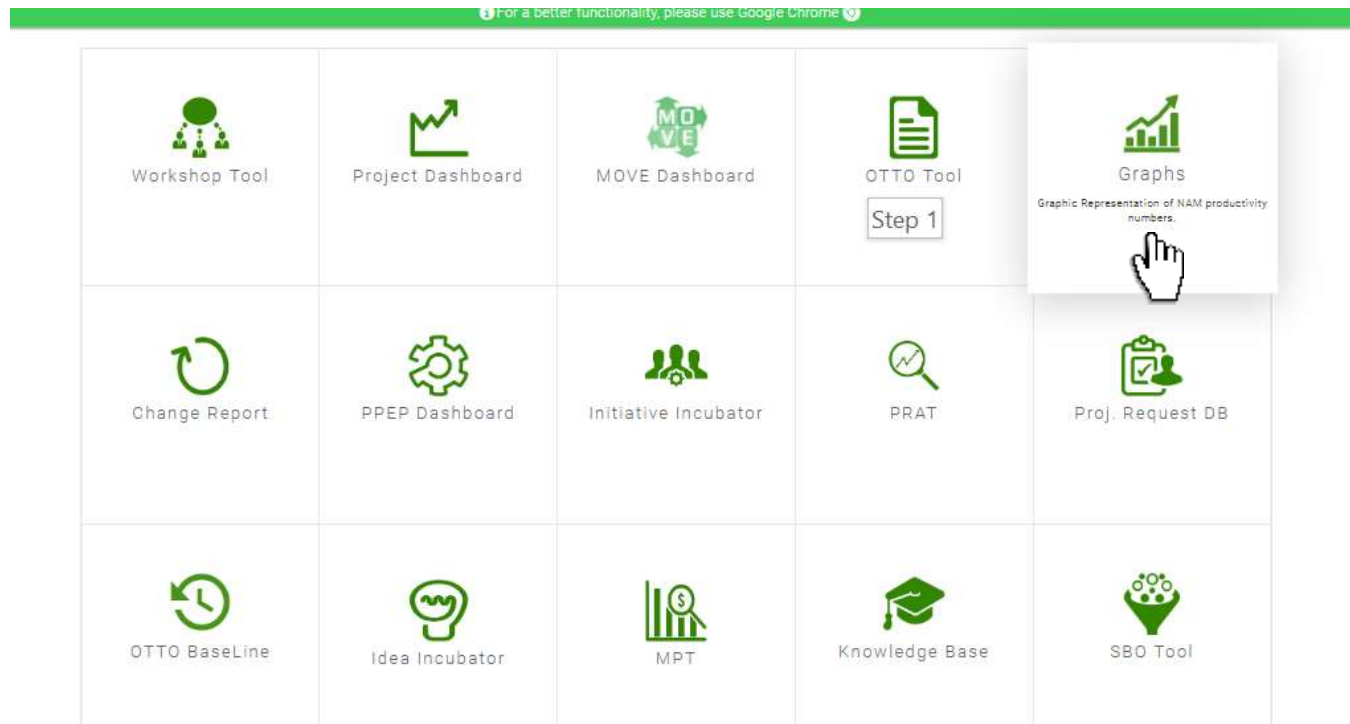 For a better functionality, please use Google Chrome
Workshop Tool
Project Dashboard
MOVE
MOVE Dashboard
OTTO Tool
Step 1
Graphs
Graphic Representation of NAM productivity
numbers.
Change Report
PPEP Dashboard
Initiative Incubator
PRAT
Proj. Request DB
OTTO BaseLine
Idea Incubator
$
MPT
Knowledge Base
SBO Tool